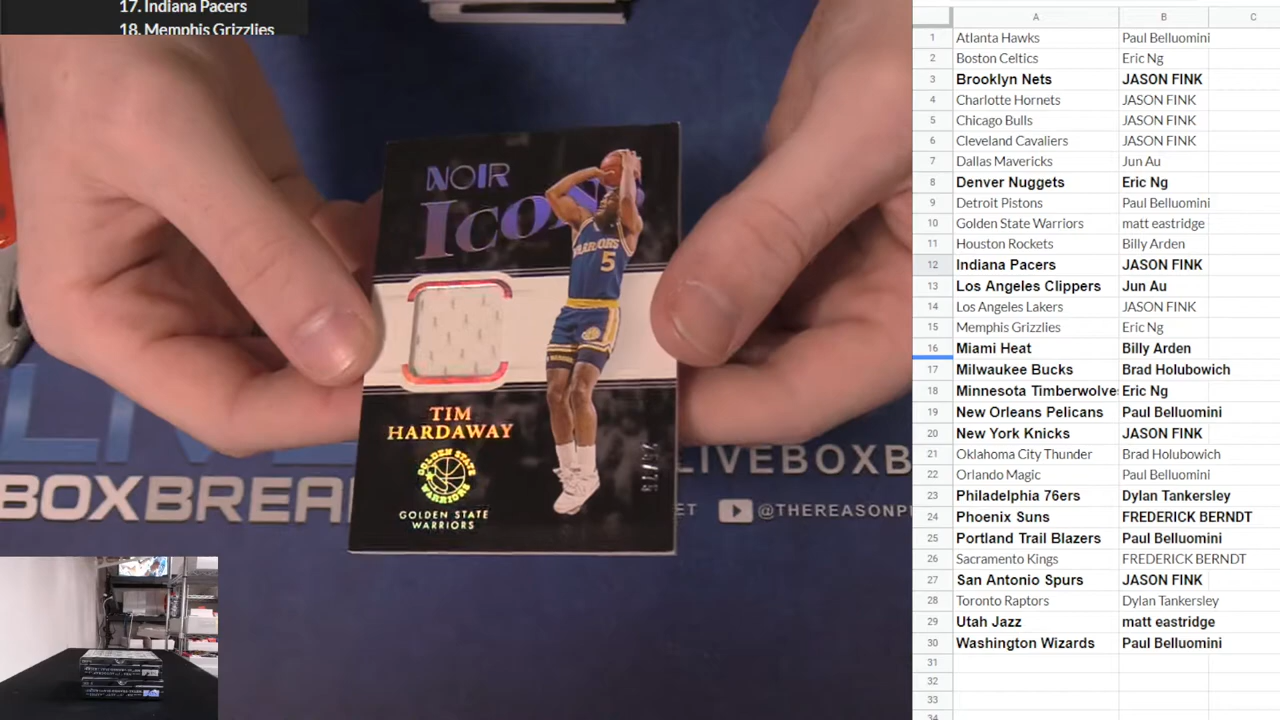 17. Indiana Pacers
18. Memphis Grizzlies
NOIR
ICONS
WARRIORS
5
TIM
HARDAWAY
GOLDEN STATE
WARRIORS
GOLDEN STATE
WARRIORS
BOXBREA
LIVEBOXB
@THEREASONP
A B C
1 Atlanta Hawks Paul Belluomini
2 Boston Celtics Eric Ng
3 Brooklyn Nets JASON FINK
4 Charlotte Hornets JASON FINK
5 Chicago Bulls JASON FINK
6 Cleveland Cavaliers JASON FINK
7 Dallas Mavericks Jun Au
8 Denver Nuggets Eric Ng
9 Detroit Pistons Paul Belluomini
10 Golden State Warriors matt eastridge
11 Houston Rockets Billy Arden
12 Indiana Pacers JASON FINK
13 Los Angeles Clippers Jun Au
14 Los Angeles Lakers JASON FINK
15 Memphis Grizzlies Eric Ng
16 Miami Heat Billy Arden
17 Milwaukee Bucks Brad Holubowich
18 Minnesota Timberwolve Eric Ng
19 New Orleans Pelicans Paul Belluomini
20 New York Knicks JASON FINK
21 Oklahoma City Thunder Brad Holubowich
22 Orlando Magic Paul Belluomini
23 Philadelphia 76ers Dylan Tankersley
24 Phoenix Suns FREDERICK BERNDT
25 Portland Trail Blazers Paul Belluomini
26 Sacramento Kings FREDERICK BERNDT
27 San Antonio Spurs JASON FINK
28 Toronto Raptors Dylan Tankersley
29 Utah Jazz matt eastridge
30 Washington Wizards Paul Belluomini
31
32
33
34